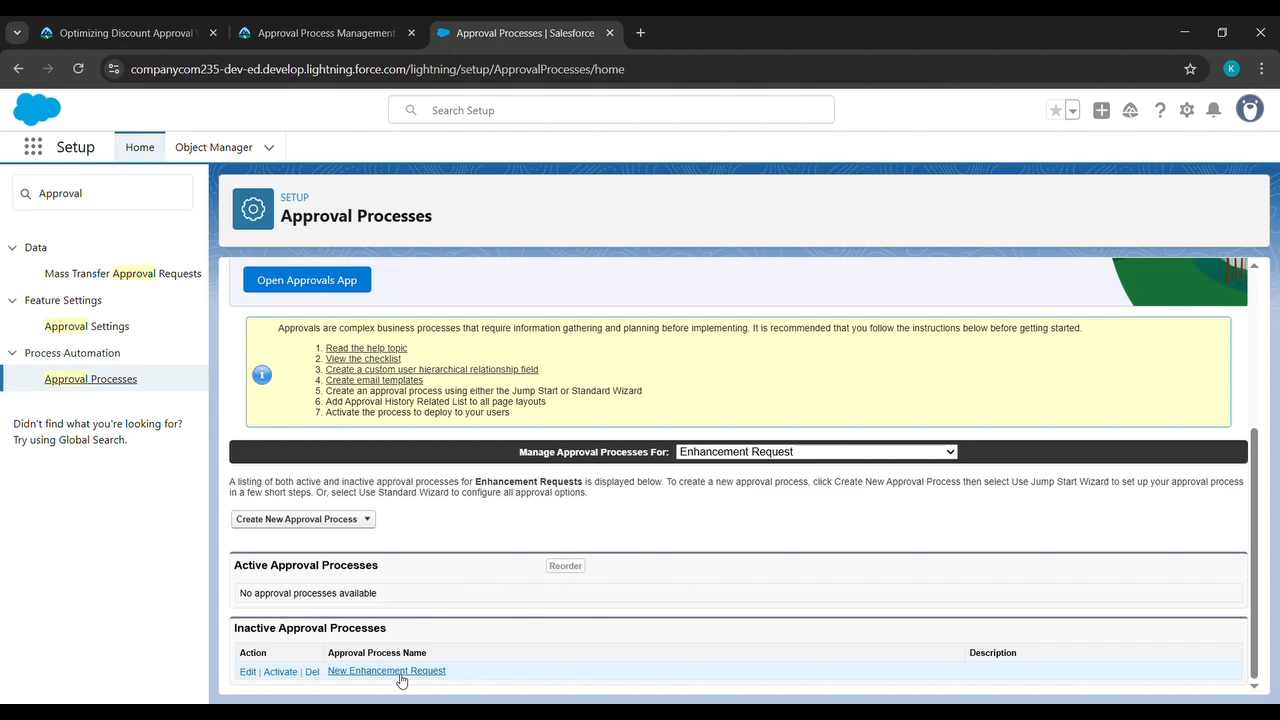 Optimizing Discount Approval
Approval Process Management
Approval Processes | Salesforce
companycom235-dev-ed.develop.lightning.force.com/lightning/setup/ApprovalProcesses/home
K
Search Setup
Setup
Home
Object Manager
Approval
Data
Mass Transfer Approval Requests
Feature Settings
Approval Settings
Process Automation
Approval Processes
Didn't find what you're looking for?
Try using Global Search.
SETUP
Approval Processes
Open Approvals App
Approvals are complex business processes that require information gathering and planning before implementing. It is recommended that you follow the instructions below before getting started.
1. Read the help topic
2. View the checklist
3. Create a custom user hierarchical relationship field
4. Create email templates
5. Create an approval process using either the Jump Start or Standard Wizard
6. Add Approval History Related List to all page layouts
7. Activate the process to deploy to your users
Manage Approval Processes For: Enhancement Request
A listing of both active and inactive approval processes for Enhancement Requests is displayed below. To create a new approval process, click Create New Approval Process then select Use Jump Start Wizard to set up your approval process
in a few short steps. Or, select Use Standard Wizard to configure all approval options.
Create New Approval Process
Active Approval Processes
Reorder
No approval processes available
Inactive Approval Processes
Action Approval Process Name Description
Edit | Activate | Del New Enhancement Request